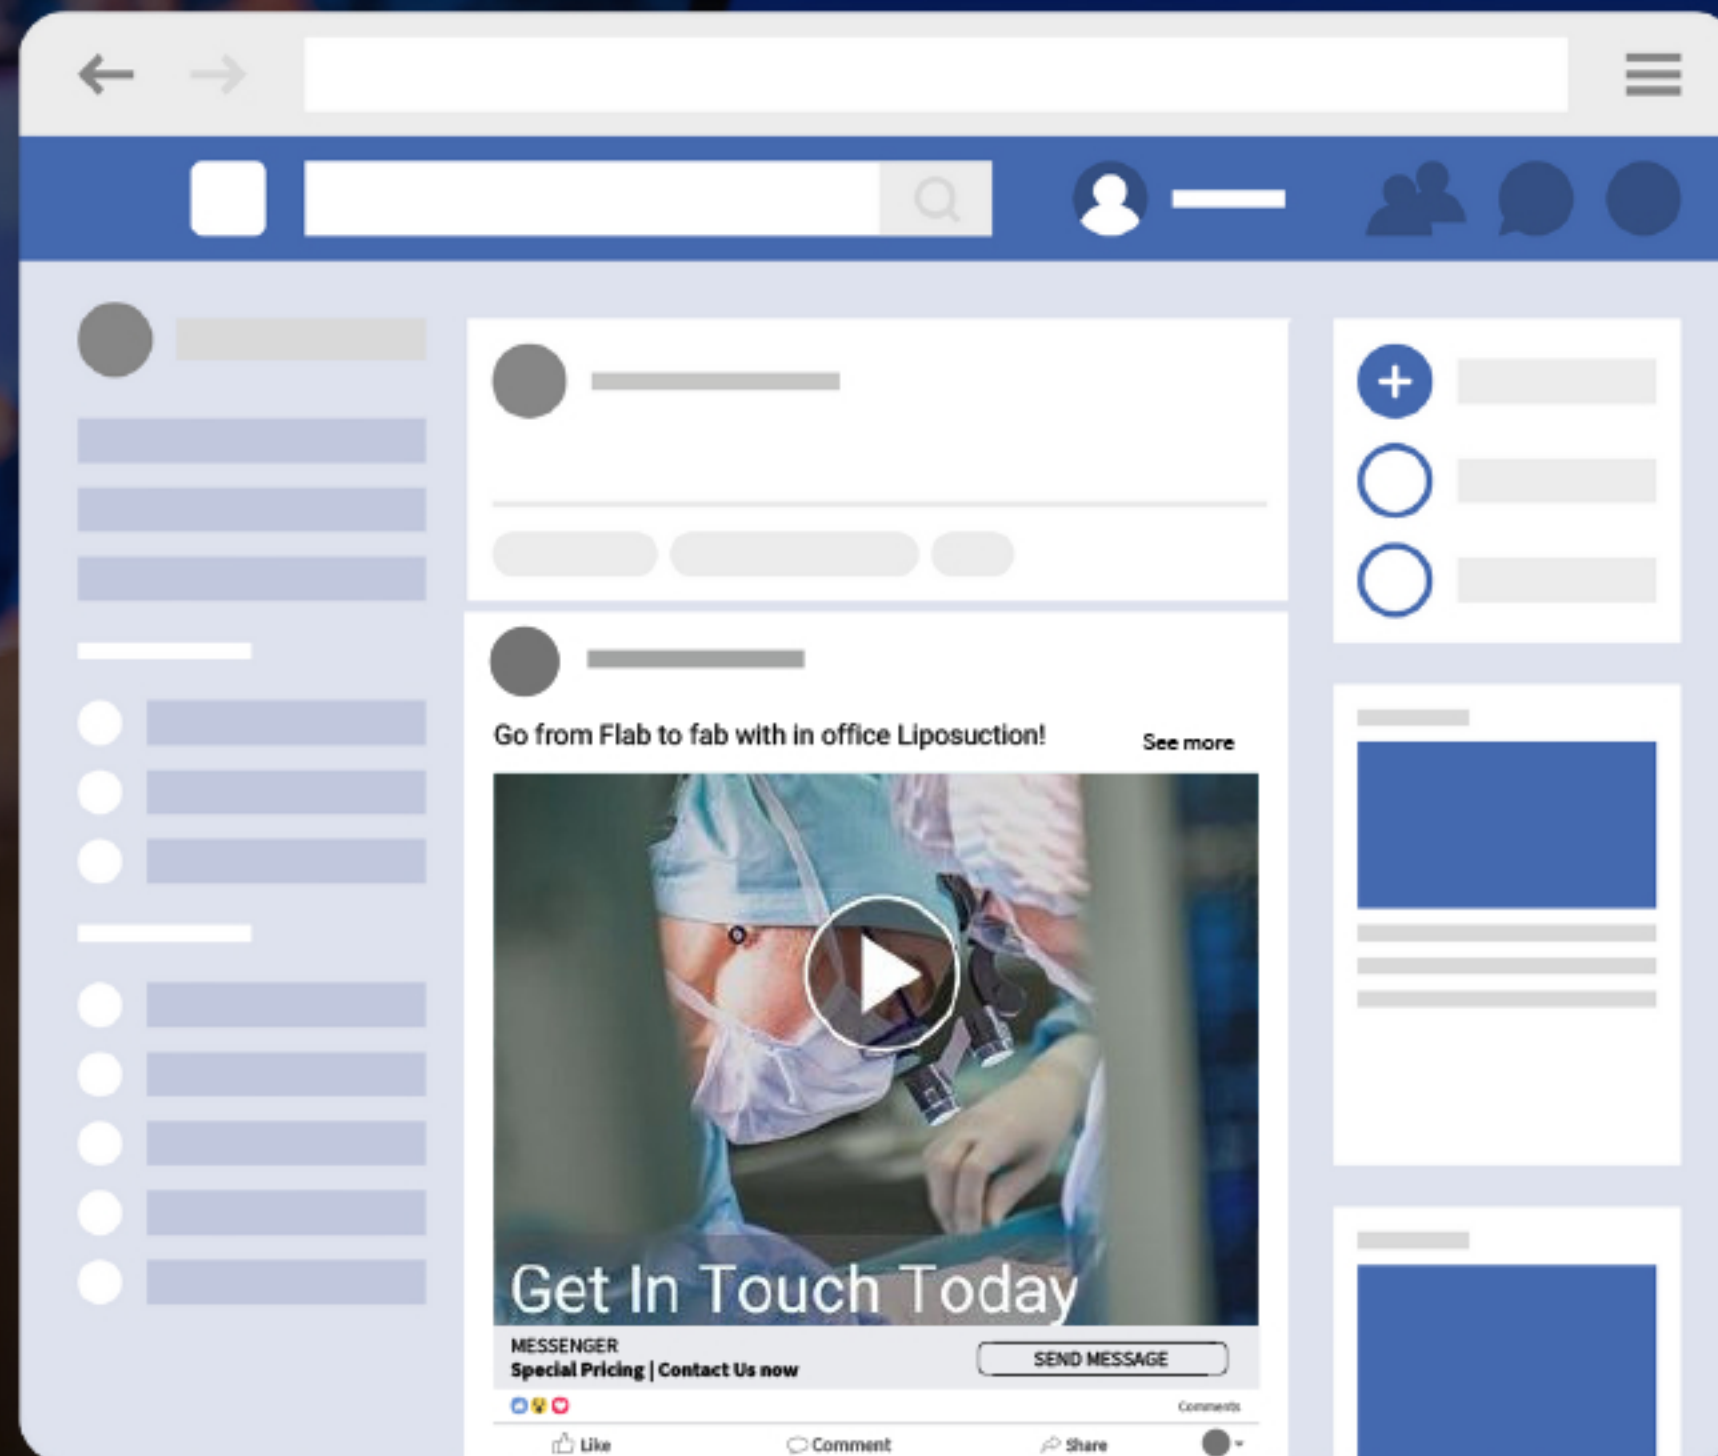 Go from Flab to fab with in office Liposuction!
See more
Get In Touch Today
MESSENGER
Special Pricing | Contact Us now
SEND MESSAGE
Comments
Like
Comment
Share